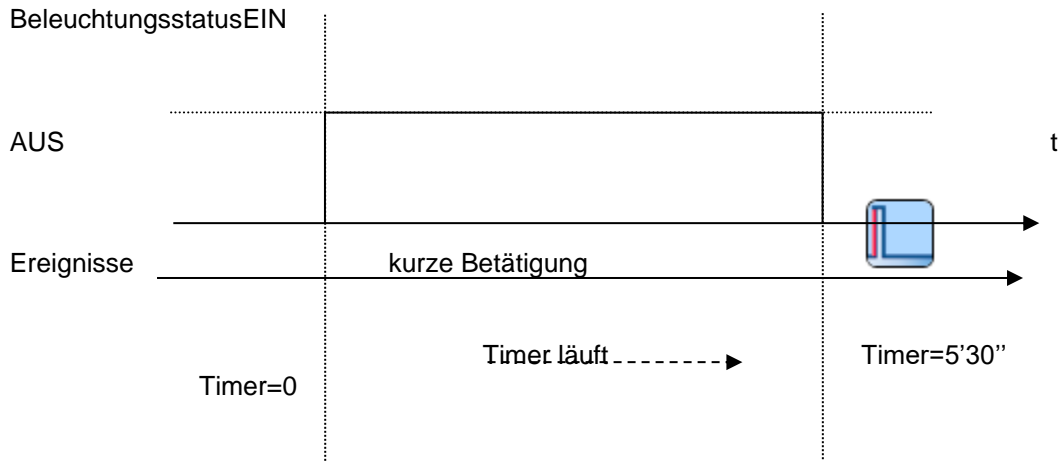 BeleuchtungsstatusEIN
AUS t
Ereignisse kurze Betätigung
Timer läuft Timer=5’30’’
Timer=0